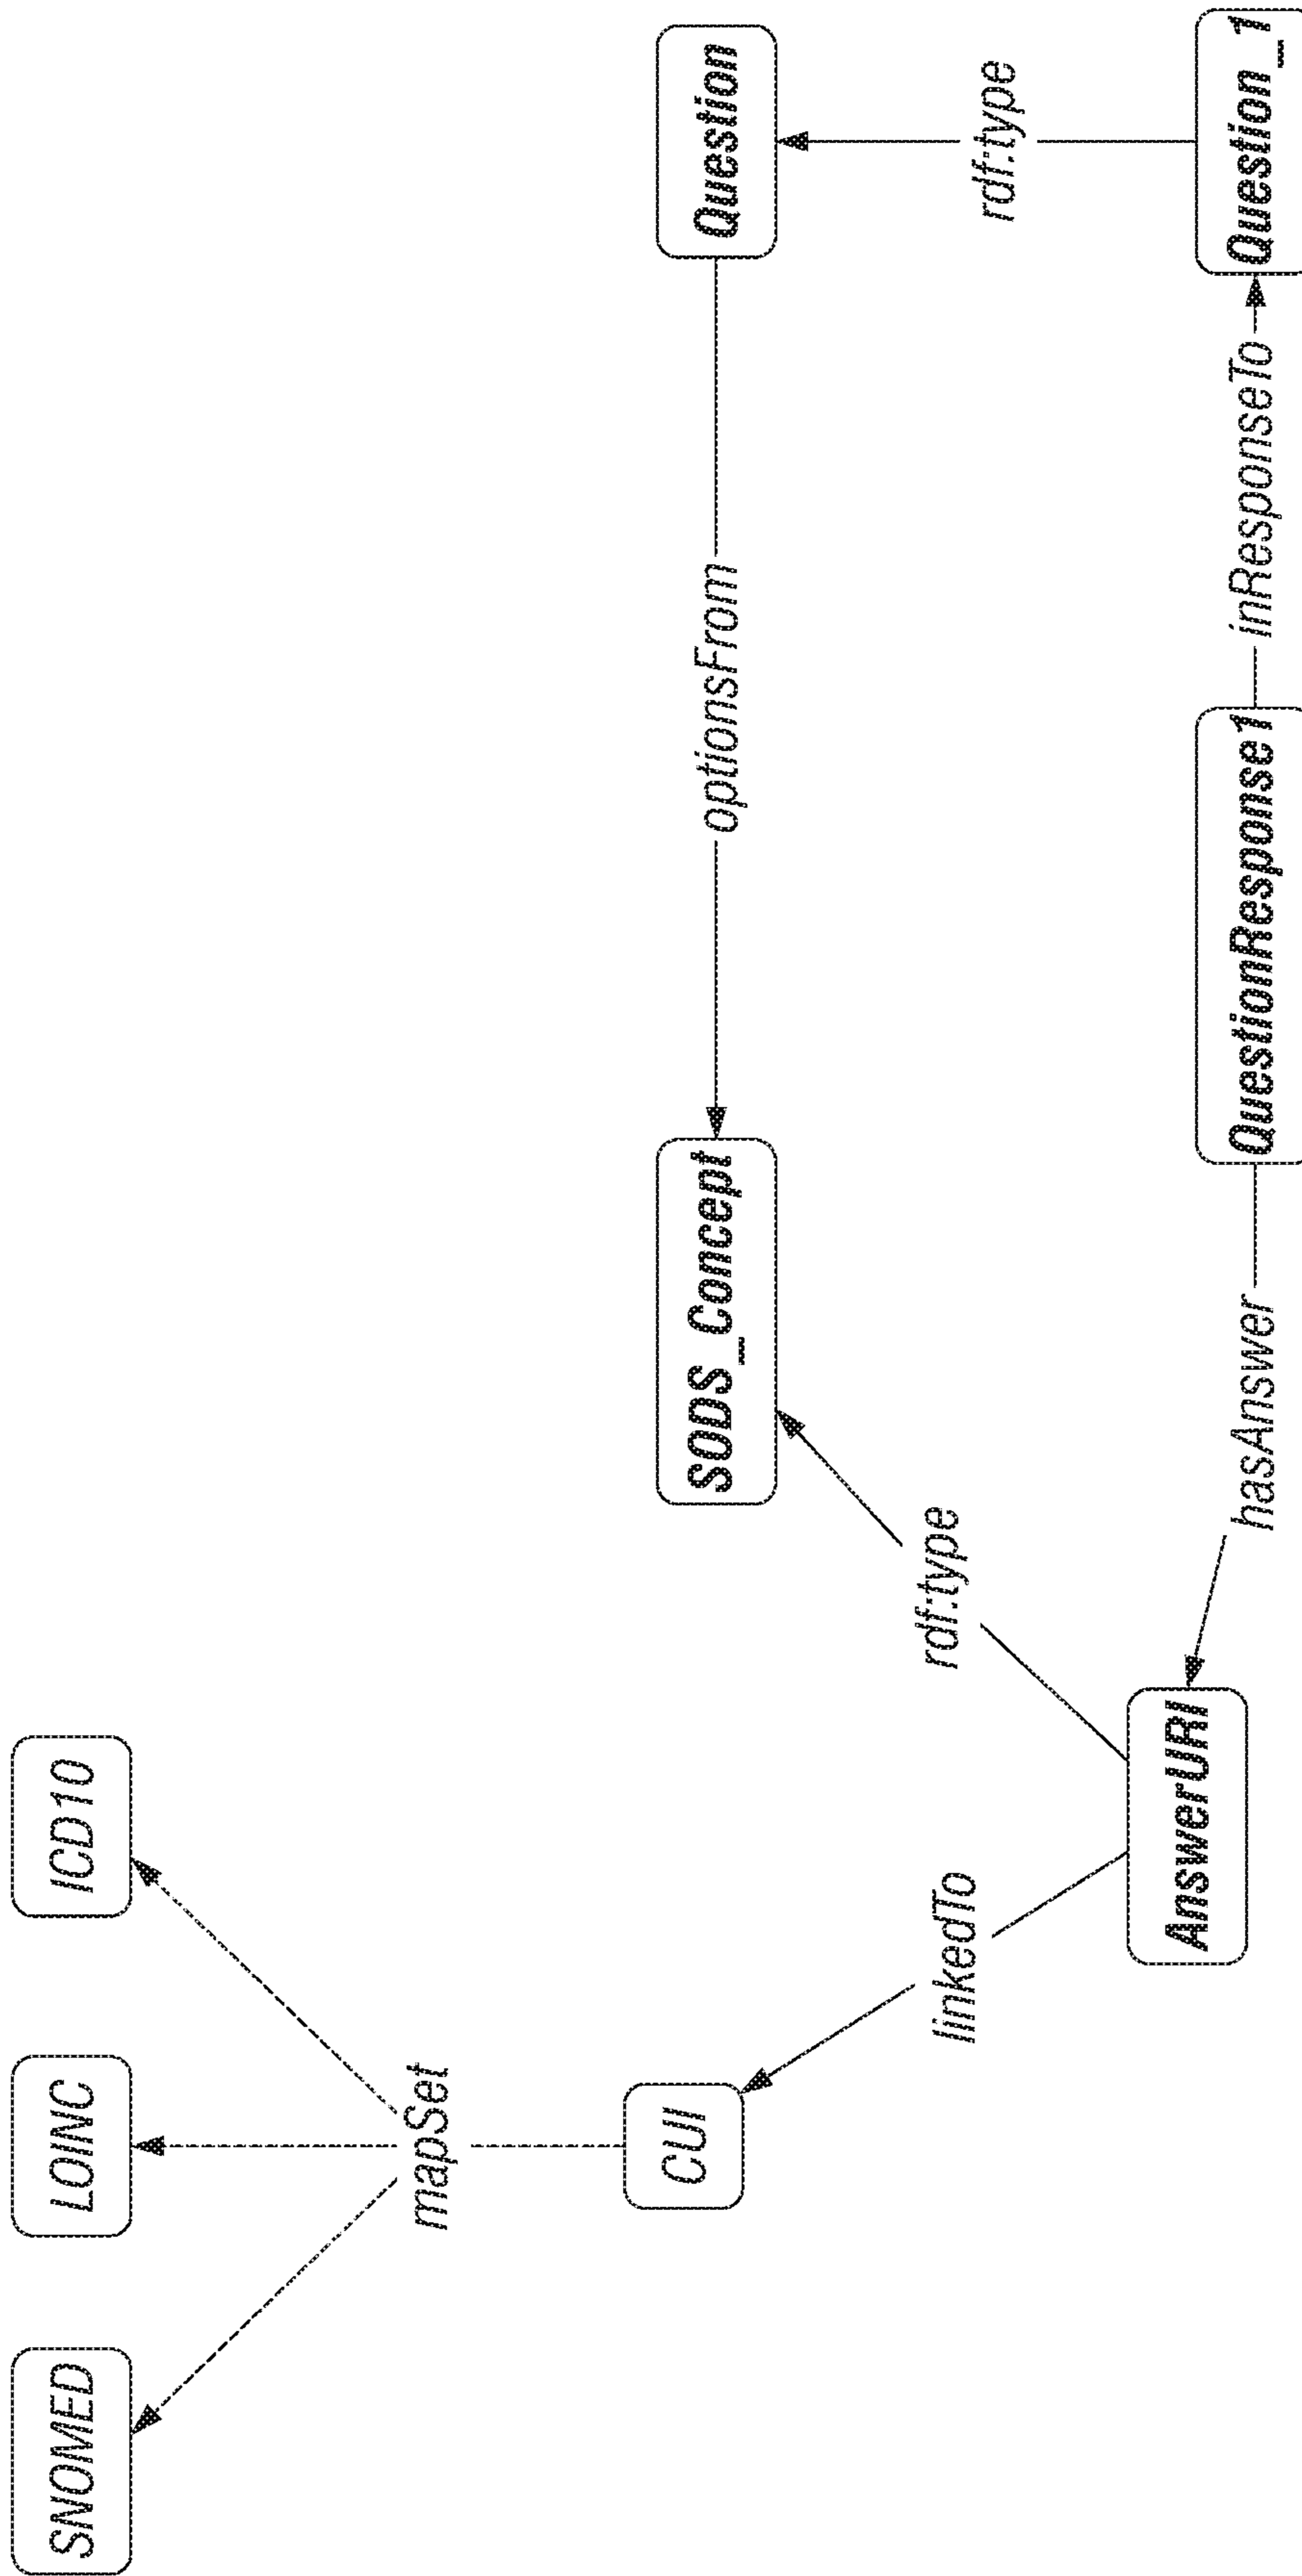 SNOMED
LOINC
ICD10
mapSet
CUI
SODS_Concept
optionsFrom
Question
linkedTo
rdf:type
rdf:type
AnswerURI
hasAnswer
QuestionResponse1
inResponseTo
Question_1